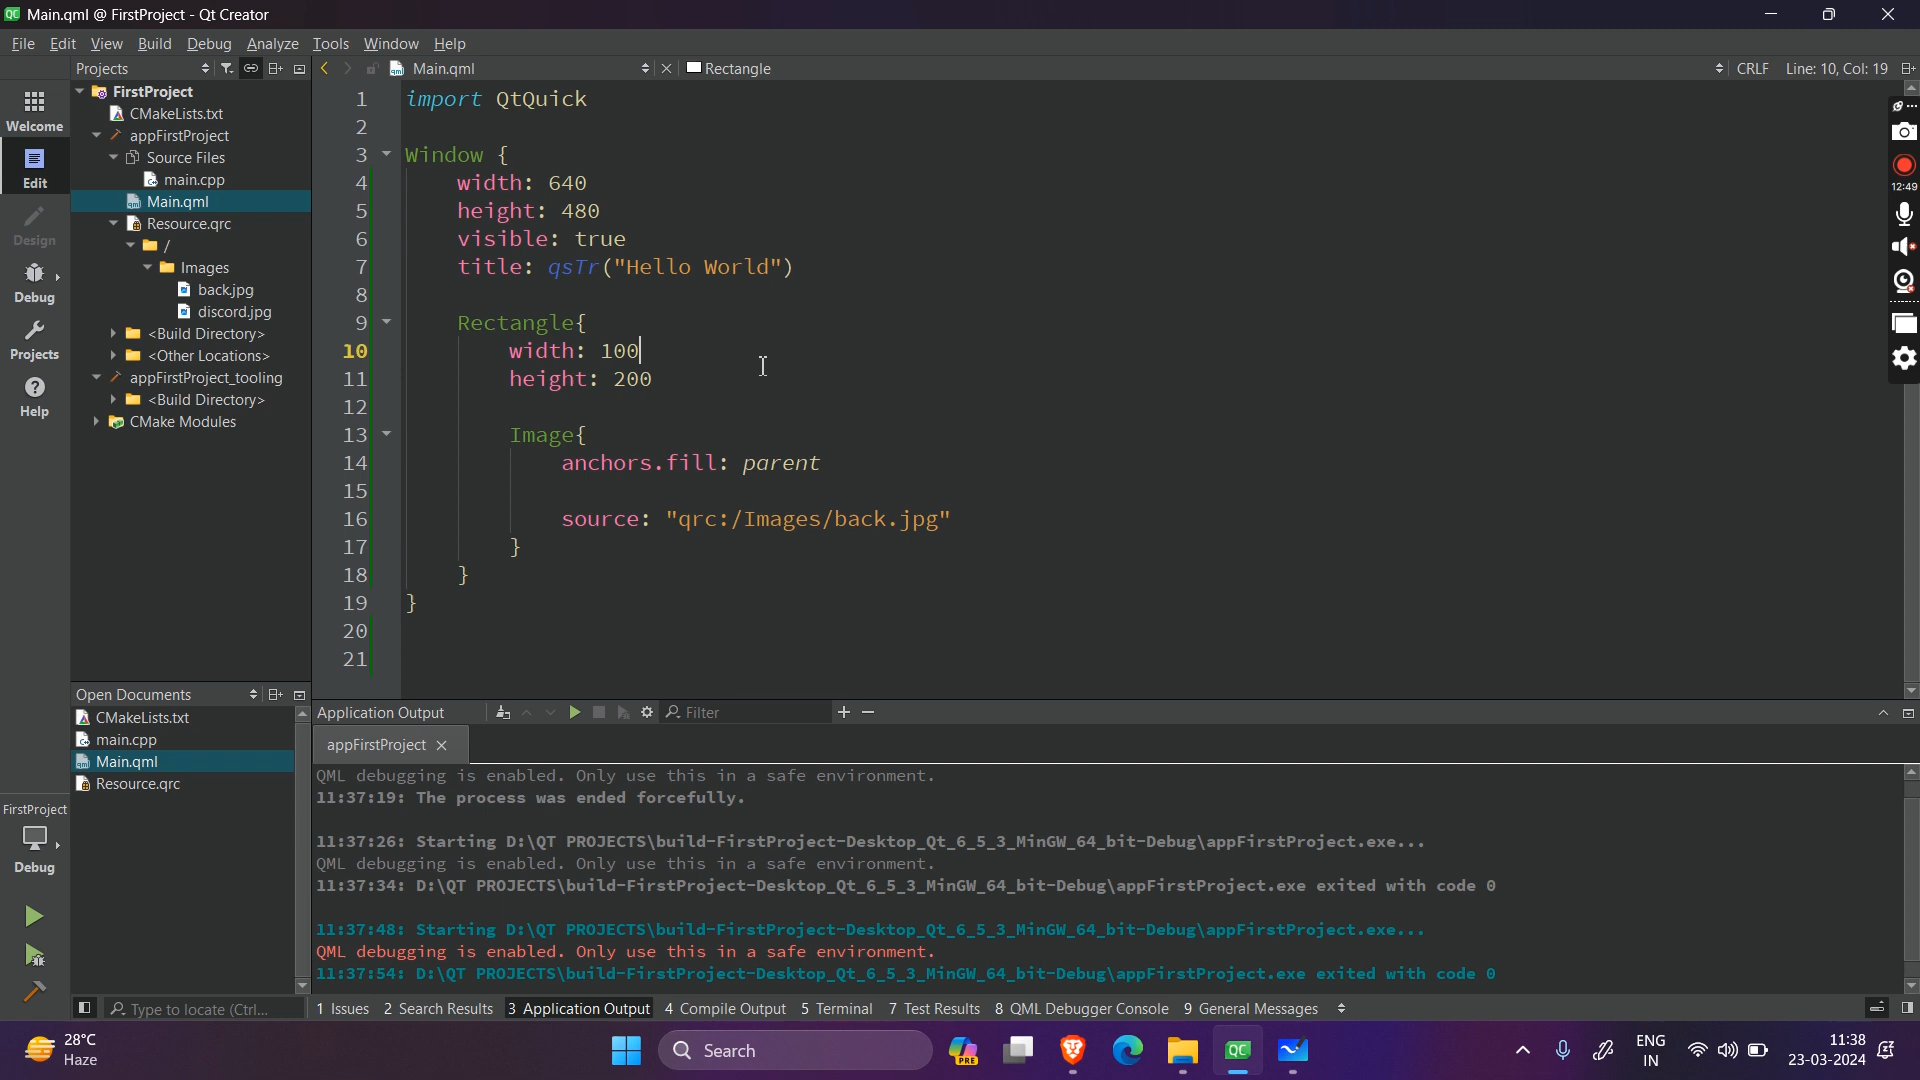 Main.qml @ FirstProject - Qt Creator
File Edit View Build Debug Analyze Tools Window Help
Projects
Main.qml
Rectangle
CRLF
Line: 10, Col: 19
Welcome
Edit
Design
Debug
Projects
Help
FirstProject
CMakeLists.txt
appFirstProject
Source Files
main.cpp
Main.qml
Resource.qrc
/
Images
back.jpg
discord.jpg
<Build Directory>
<Other Locations>
appFirstProject_tooling
<Build Directory>
CMake Modules
1 import QtQuick
2
3 Window {
4 width: 640
5 height: 480
6 visible: true
7 title: qsTr("Hello World")
8
9 Rectangle{
10 width: 100
11 height: 200
12
13 Image{
14 anchors.fill: parent
15
16 source: "qrc:/Images/back.jpg"
17 }
18 }
19 }
20
21
12:49
Open Documents
CMakeLists.txt
main.cpp
Main.qml
Resource.qrc
FirstProject
Debug
Application Output
Filter
appFirstProject
QML debugging is enabled. Only use this in a safe environment.
11:37:19: The process was ended forcefully.
11:37:26: Starting D:\QT PROJECTS\build-FirstProject-Desktop_Qt_6_5_3_MinGW_64_bit-Debug\appFirstProject.exe...
QML debugging is enabled. Only use this in a safe environment.
11:37:34: D:\QT PROJECTS\build-FirstProject-Desktop_Qt_6_5_3_MinGW_64_bit-Debug\appFirstProject.exe exited with code 0
11:37:48: Starting D:\QT PROJECTS\build-FirstProject-Desktop_Qt_6_5_3_MinGW_64_bit-Debug\appFirstProject.exe...
QML debugging is enabled. Only use this in a safe environment.
11:37:54: D:\QT PROJECTS\build-FirstProject-Desktop_Qt_6_5_3_MinGW_64_bit-Debug\appFirstProject.exe exited with code 0
Type to locate (Ctrl...
1 Issues 2 Search Results 3 Application Output 4 Compile Output 5 Terminal 7 Test Results 8 QML Debugger Console 9 General Messages
28°C
Haze
Search
PRE
QC
ENG
IN
11:38
23-03-2024